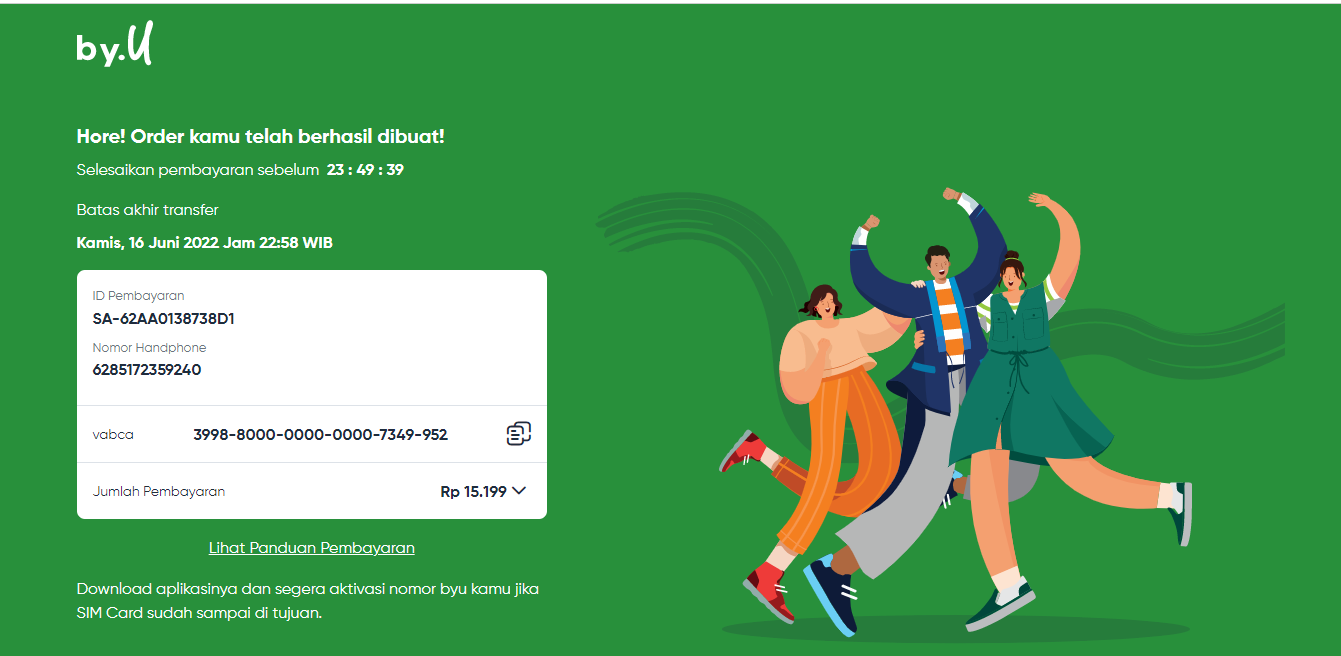 by.U
Hore! Order kamu telah berhasil dibuat!
Selesaikan pembayaran sebelum 23 : 49 : 39
Batas akhir transfer
Kamis, 16 Juni 2022 Jam 22:58 WIB
ID Pembayaran
SA-62AA0138738D1
Nomor Handphone
6285172359240
vabca 3998-8000-0000-0000-7349-952
Jumlah Pembayaran Rp 15.199
Lihat Panduan Pembayaran
Download aplikasinya dan segera aktivasi nomor byu kamu jika
SIM Card sudah sampai di tujuan.